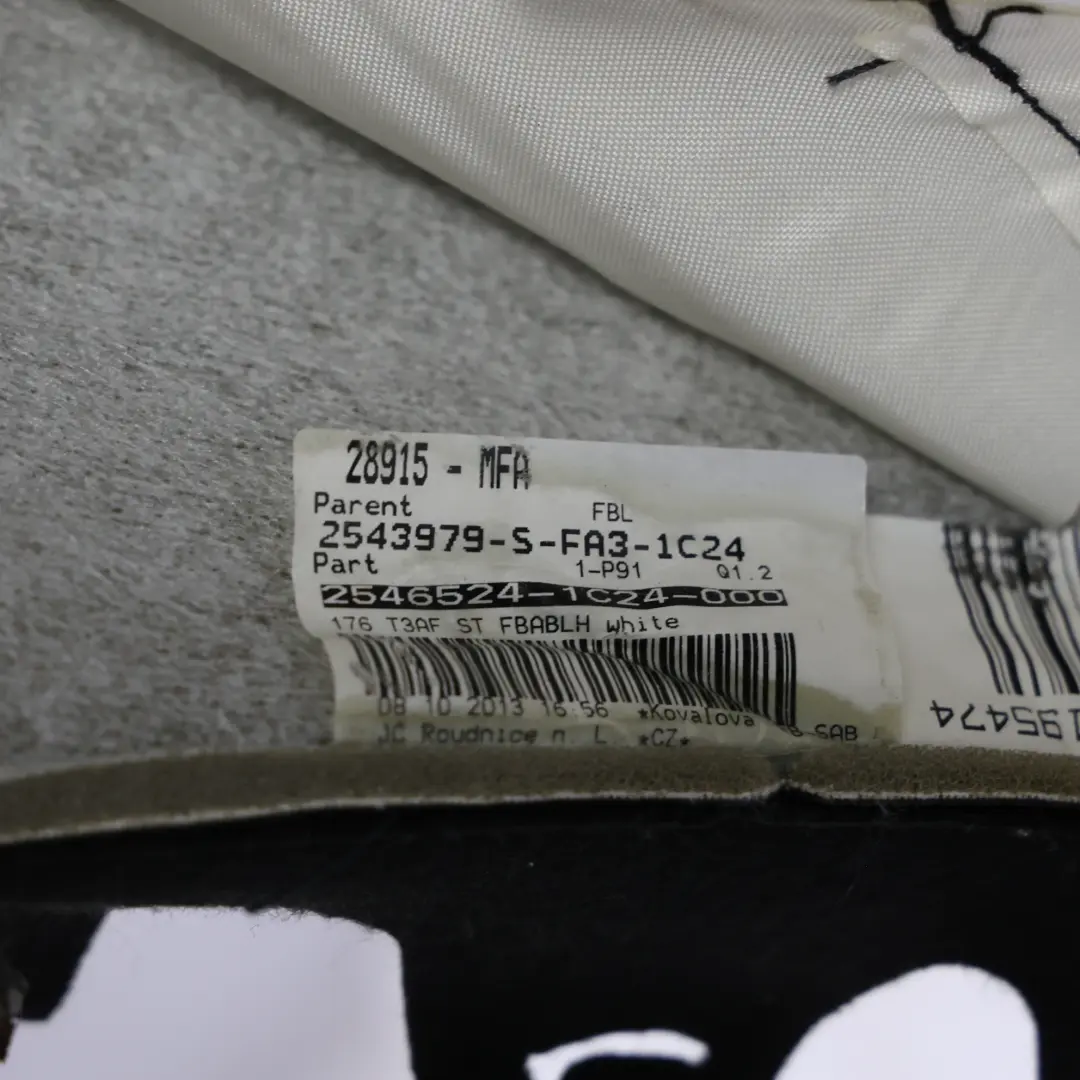 28915 - MFA
Parent FBL
2543979-S-FA3-1C24
Part 1-P91 Q1.2
2546524-1C24-000
176 T3AF ST FBABLH white
08 10 2013 16:56 *Kovalova
JC Roudnice n. L *CZ*
SAB
195474